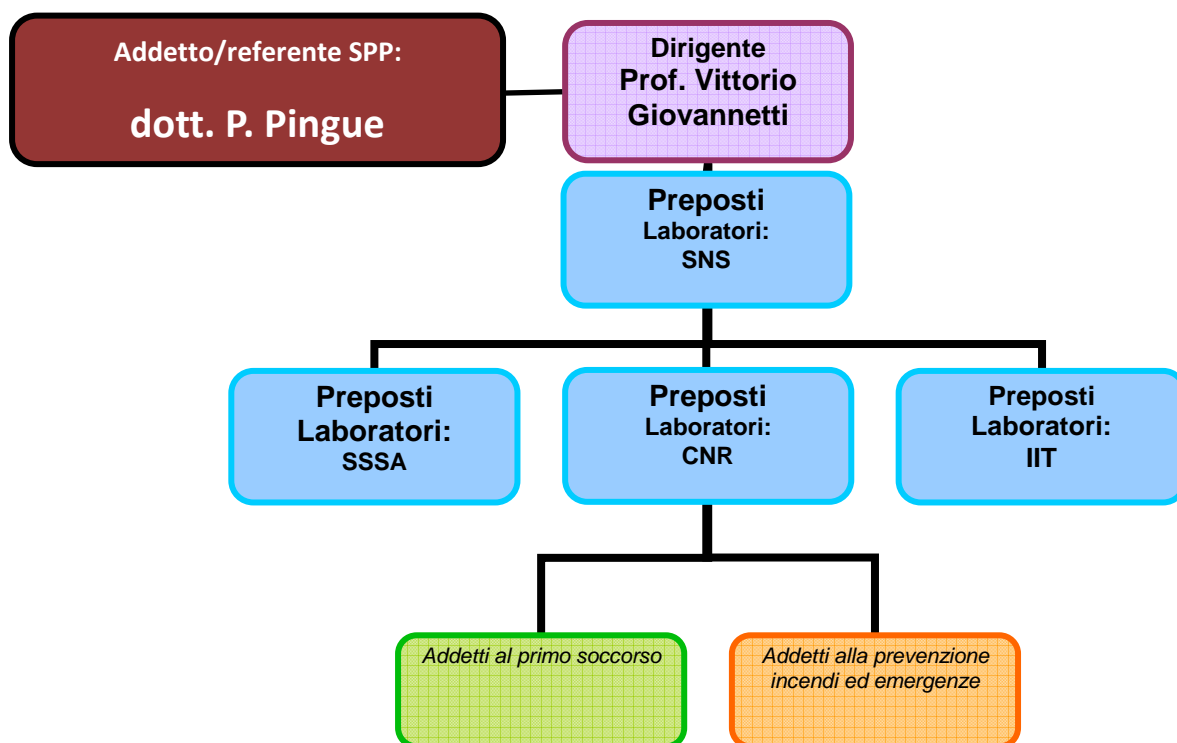 Addetto/referente SPP:
dott. P. Pingue
Dirigente
Prof. Vittorio
Giovannetti
Preposti
Laboratori:
SNS
Preposti
Laboratori:
SSSA
Preposti
Laboratori:
CNR
Preposti
Laboratori:
IIT
Addetti al primo soccorso
Addetti alla prevenzione
incendi ed emergenze